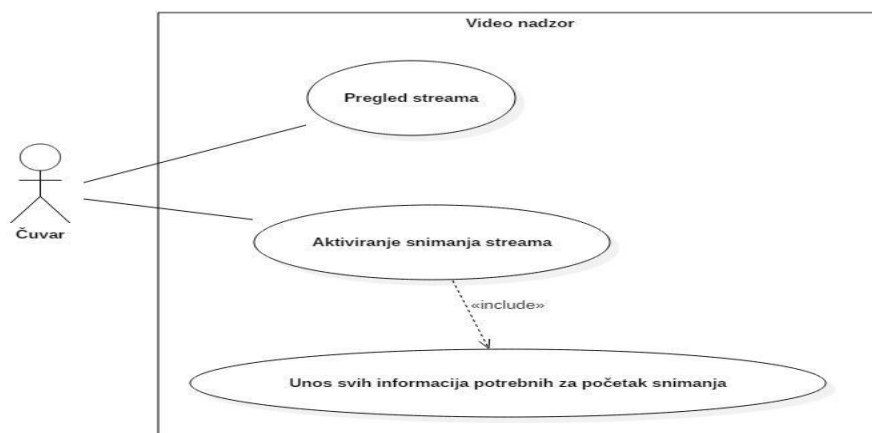 Video nadzor
Pregled streama
Čuvar
Aktiviranje snimanja streama
«include»
Unos svih informacija potrebnih za početak snimanja